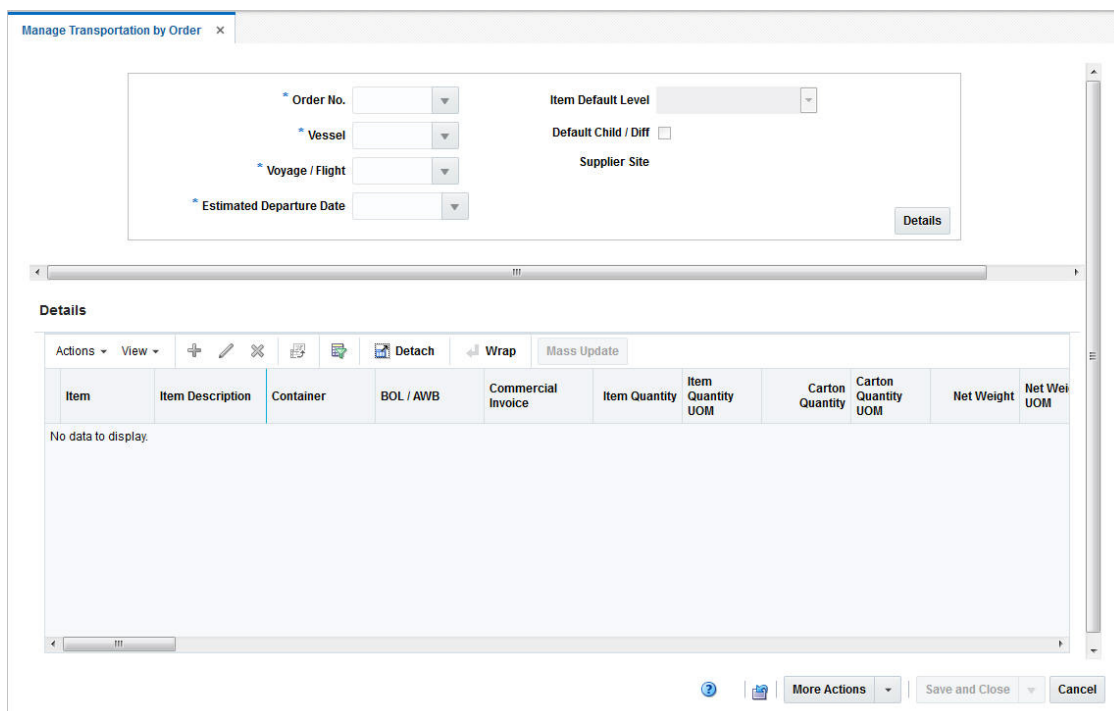 Manage Transportation by Order
* Order No.
Item Default Level
* Vessel
Default Child / Diff
* Voyage / Flight
Supplier Site
* Estimated Departure Date
Details
Details
Actions View Detach Wrap Mass Update
Item
Item Description
Container
BOL / AWB
Commercial
Invoice
Item Quantity
Item
Quantity
UOM
Carton
Quantity
Carton
Quantity
UOM
Net Weight
Net Wei
UOM
No data to display.
More Actions Save and Close Cancel